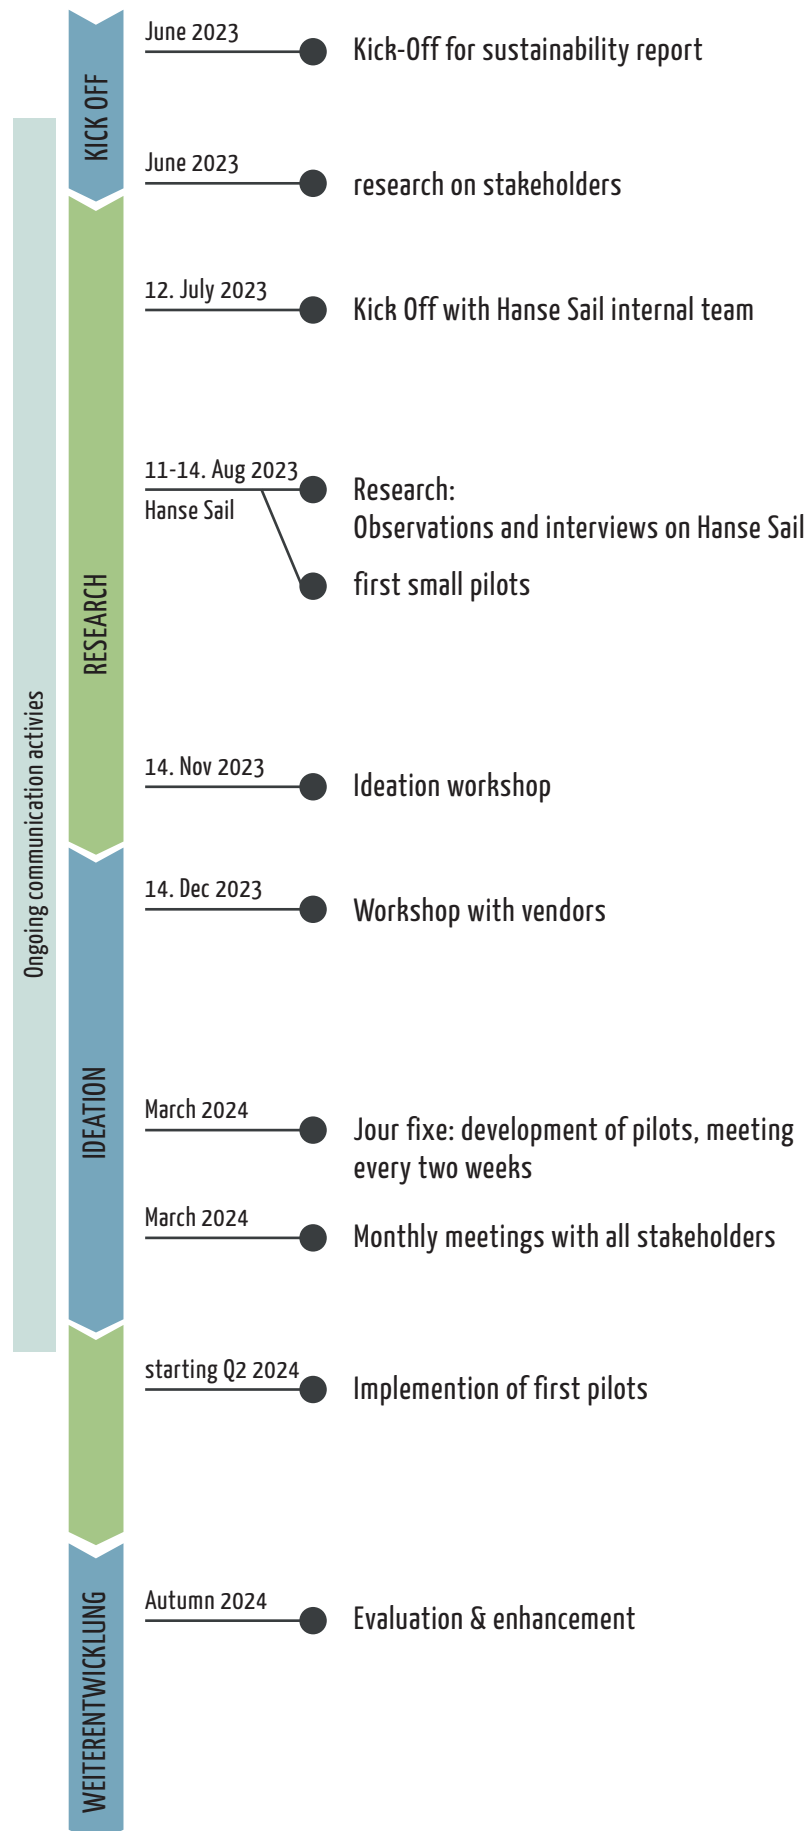 June 2023
Kick-Off for sustainability report
KICK OFF
June 2023
research on stakeholders
12. July 2023
Kick Off with Hanse Sail internal team
11-14. Aug 2023
Hanse Sail
Research:
Observations and interviews on Hanse Sail
first small pilots
RESEARCH
Ongoing communication activies
14. Nov 2023
Ideation workshop
14. Dec 2023
Workshop with vendors
IDEATION
March 2024
Jour fixe: development of pilots, meeting
every two weeks
March 2024
Monthly meetings with all stakeholders
starting Q2 2024
Implemention of first pilots
Autumn 2024
Evaluation & enhancement
WEITERENTWICKLUNG